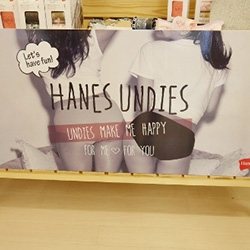 Let's
have fun!
HANES UNDIES
UNDIES MAKE ME HAPPY
FOR ME ♡ FOR YOU